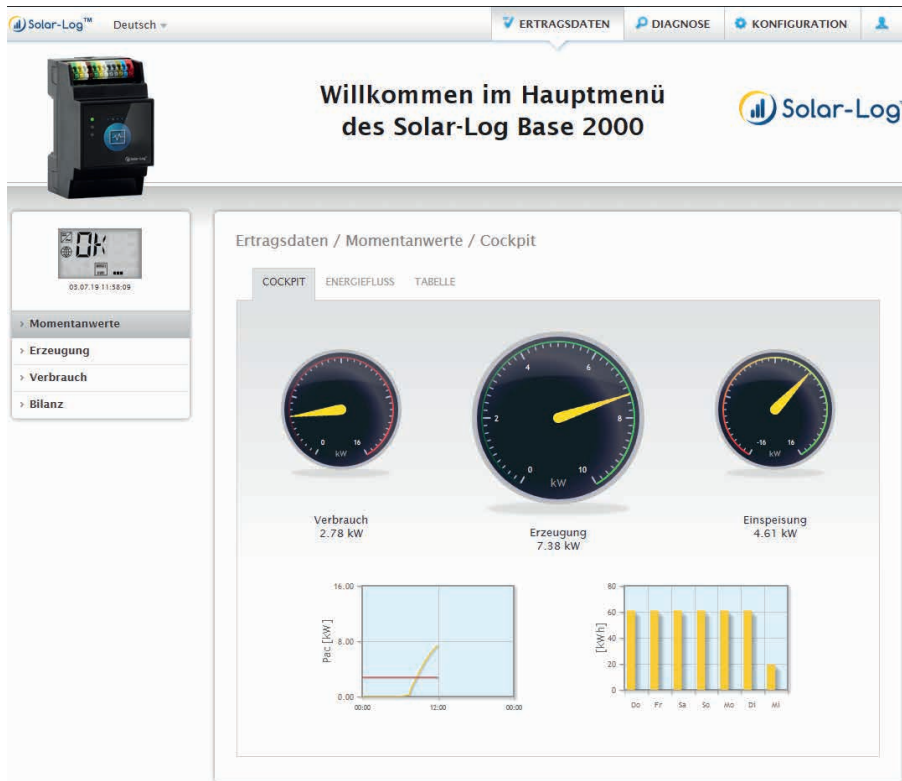 Solar-Log™
Deutsch
ERTRAGSDATEN
DIAGNOSE
KONFIGURATION
Willkommen im Hauptmenü
des Solar-Log Base 2000
Solar-Log
OK
03.07.19 11:58:09
Momentanwerte
Erzeugung
Verbrauch
Bilanz
Ertragsdaten / Momentanwerte / Cockpit
COCKPIT
ENERGIEFLUSS
TABELLE
0 16
kW
Verbrauch
2.78 kW
4 6
2 8
0 10
kW
Erzeugung
7.38 kW
-16 16
kW
Einspeisung
4.61 kW
16.00
8.00
0.00
Pac [kW]
00:00 12:00 00:00
80
60
40
20
0
[kWh]
Do Fr Sa So Mo Di Mi